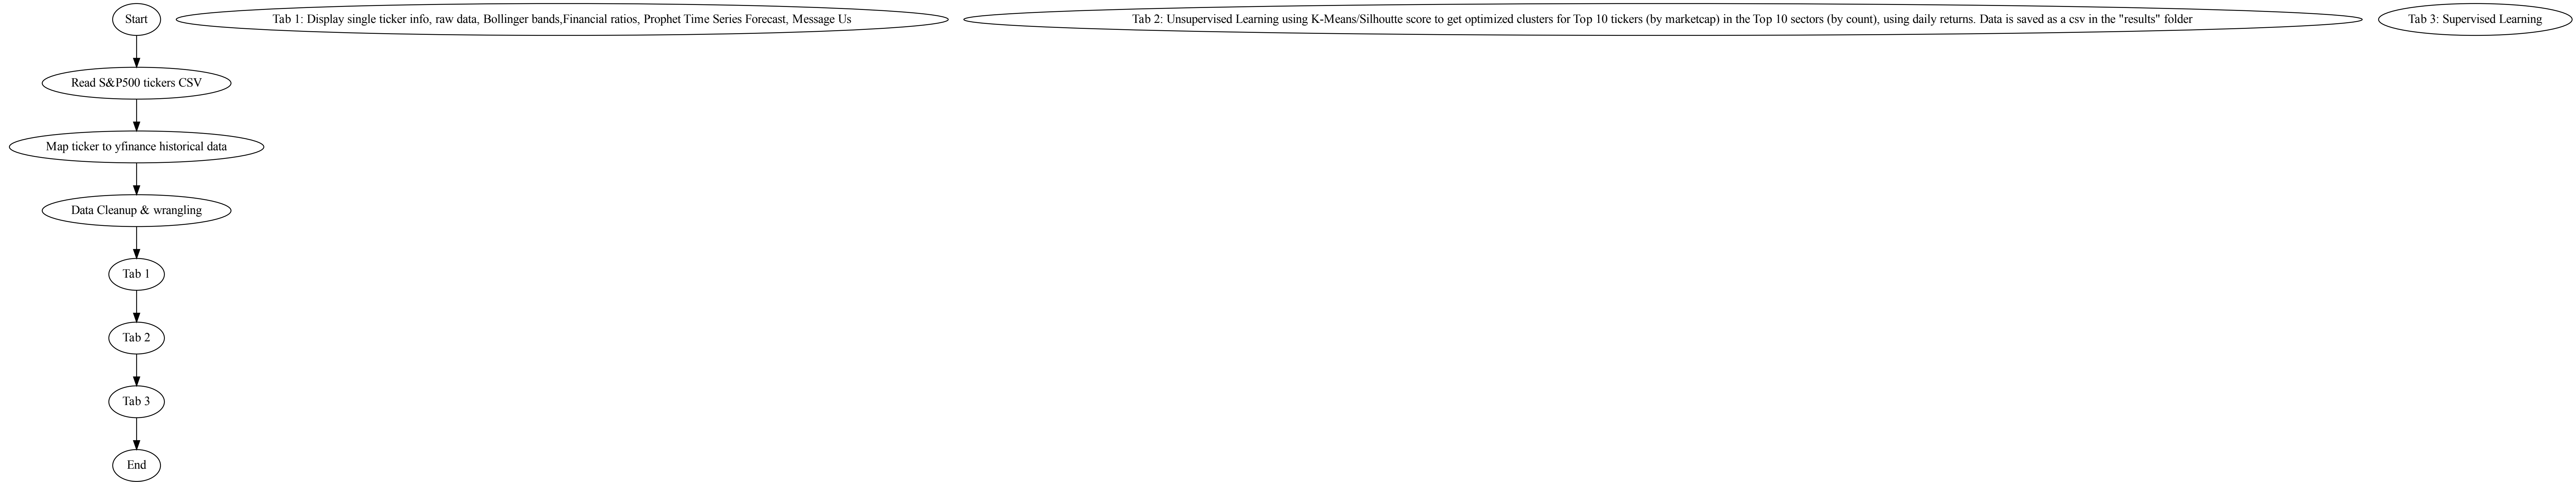 Start
Tab 1: Display single ticker info, raw data, Bollinger bands,Financial ratios, Prophet Time Series Forecast, Message Us
Tab 2: Unsupervised Learning using K-Means/Silhoutte score to get optimized clusters for Top 10 tickers (by marketcap) in the Top 10 sectors (by count), using daily returns. Data is saved as a csv in the "results" folder
Tab 3: Supervised Learning
Read S&P500 tickers CSV
Map ticker to yfinance historical data
Data Cleanup & wrangling
Tab 1
Tab 2
Tab 3
End